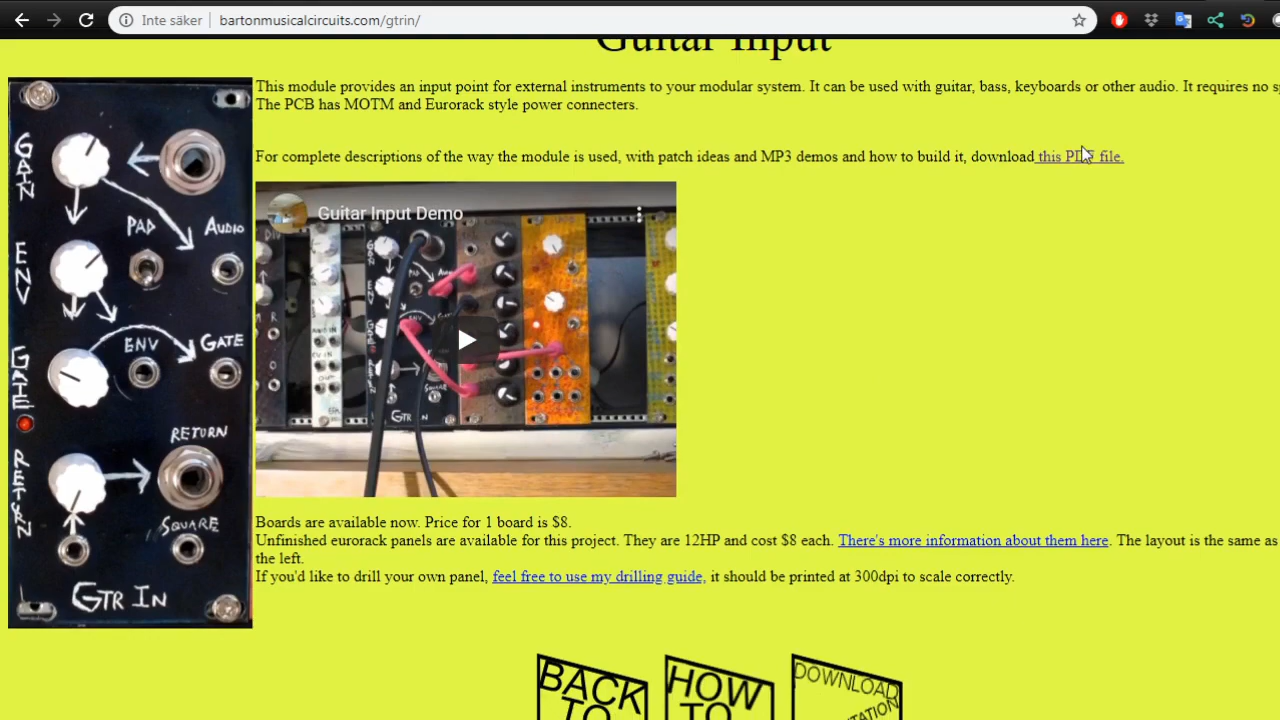 Inte säker
bartonmusicalcircuits.com/gtrin/
Guitar Input
This module provides an input point for external instruments to your modular system. It can be used with guitar, bass, keyboards or other audio. It requires no
The PCB has MOTM and Eurorack style power connecters.
For complete descriptions of the way the module is used, with patch ideas and MP3 demos and how to build it, download this PDF file.
GAIN
PAD
AUDIO
ENV
ENV
GATE
GATE
RETURN
RETURN
SQUARE
GTR IN
Guitar Input Demo
GTR IN
Boards are available now. Price for 1 board is $8.
Unfinished eurorack panels are available for this project. They are 12HP and cost $8 each. There's more information about them here. The layout is the same as
the left.
If you'd like to drill your own panel, feel free to use my drilling guide, it should be printed at 300dpi to scale correctly.
BACK
TO
HOW
TO
DOWNLOAD